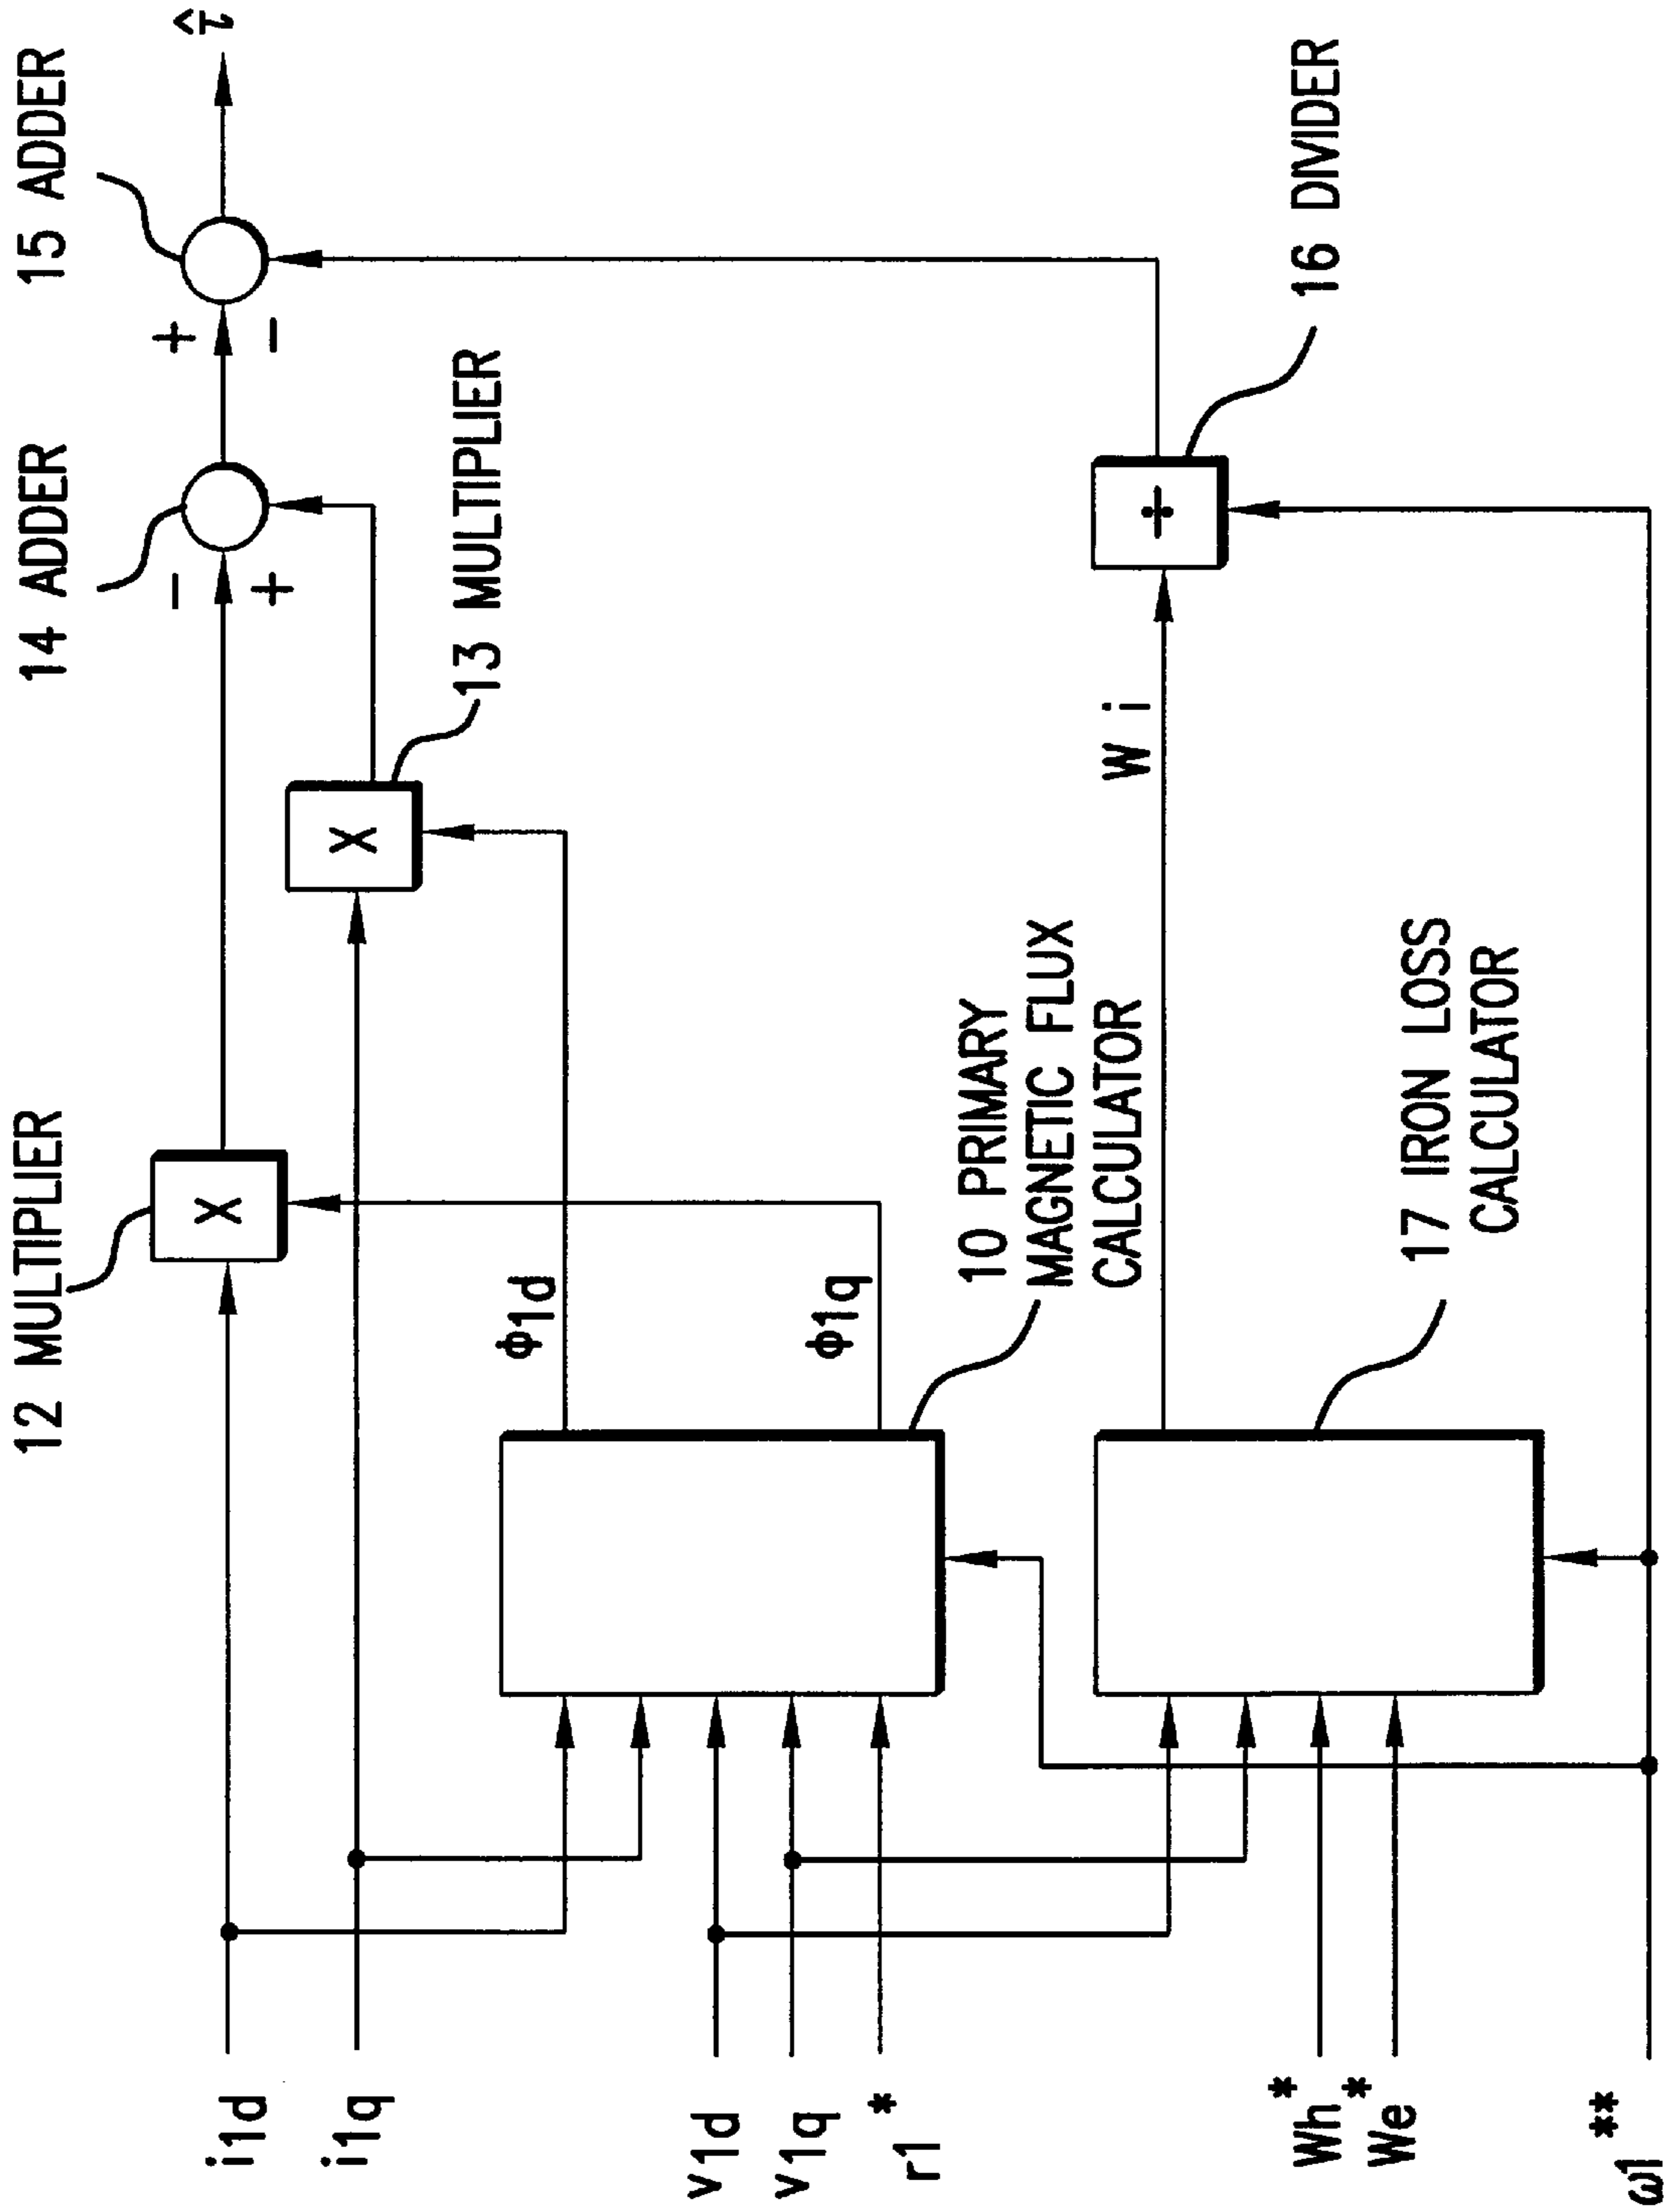 12 MULTIPLIER
14 ADDER
15 ADDER
τ̂
− +
+ −
X
X
13 MULTIPLIER
i1d
i1q
ϕ1d
ϕ1q
v1d
v1q
r1*
10 PRIMARY
MAGNETIC FLUX
CALCULATOR
Wi
÷
16 DIVIDER
Wh*
We*
17 IRON LOSS
CALCULATOR
ω1**